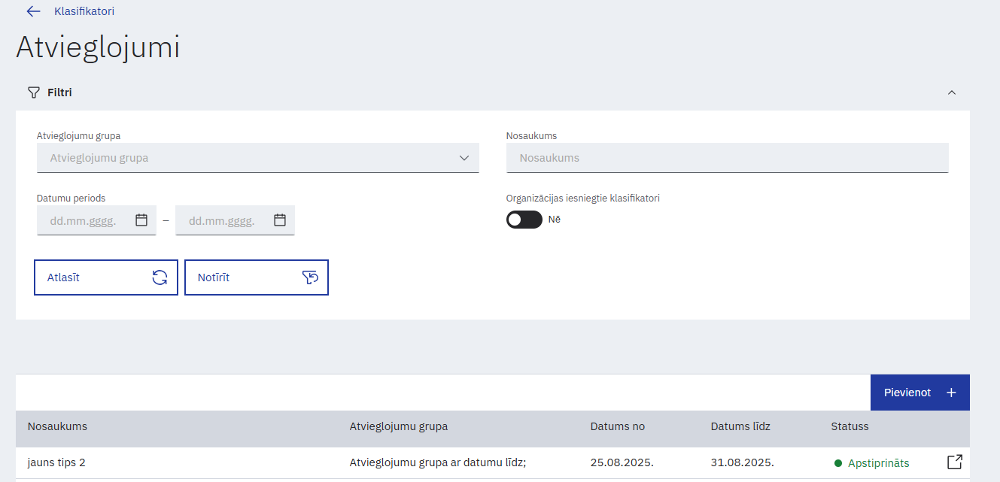 Klasifikatori
Atvieglojumi
Filtri
Atvieglojumu grupa
Nosaukums
Atvieglojumu grupa
Nosaukums
Datumu periods
Organizācijas iesniegtie klasifikatori
dd.mm.gggg. – dd.mm.gggg.
Nē
Atlasīt
Notīrīt
Pievienot +
Nosaukums Atvieglojumu grupa Datums no Datums līdz Statuss
jauns tips 2 Atvieglojumu grupa ar datumu līdz; 25.08.2025. 31.08.2025. Apstiprināts